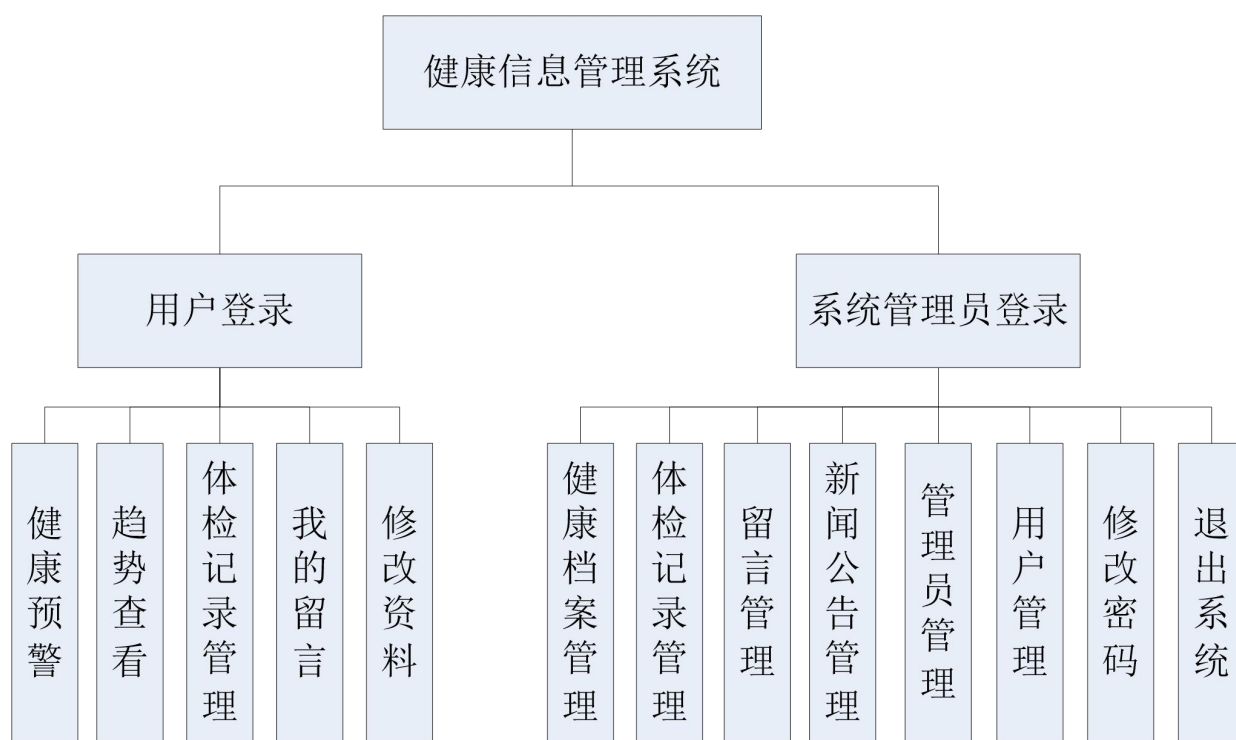 健康信息管理系统
用户登录
系统管理员登录
健康预警
趋势查看
体检记录管理
我的留言
修改资料
健康档案管理
体检记录管理
留言管理
新闻公告管理
管理员管理
用户管理
修改密码
退出系统